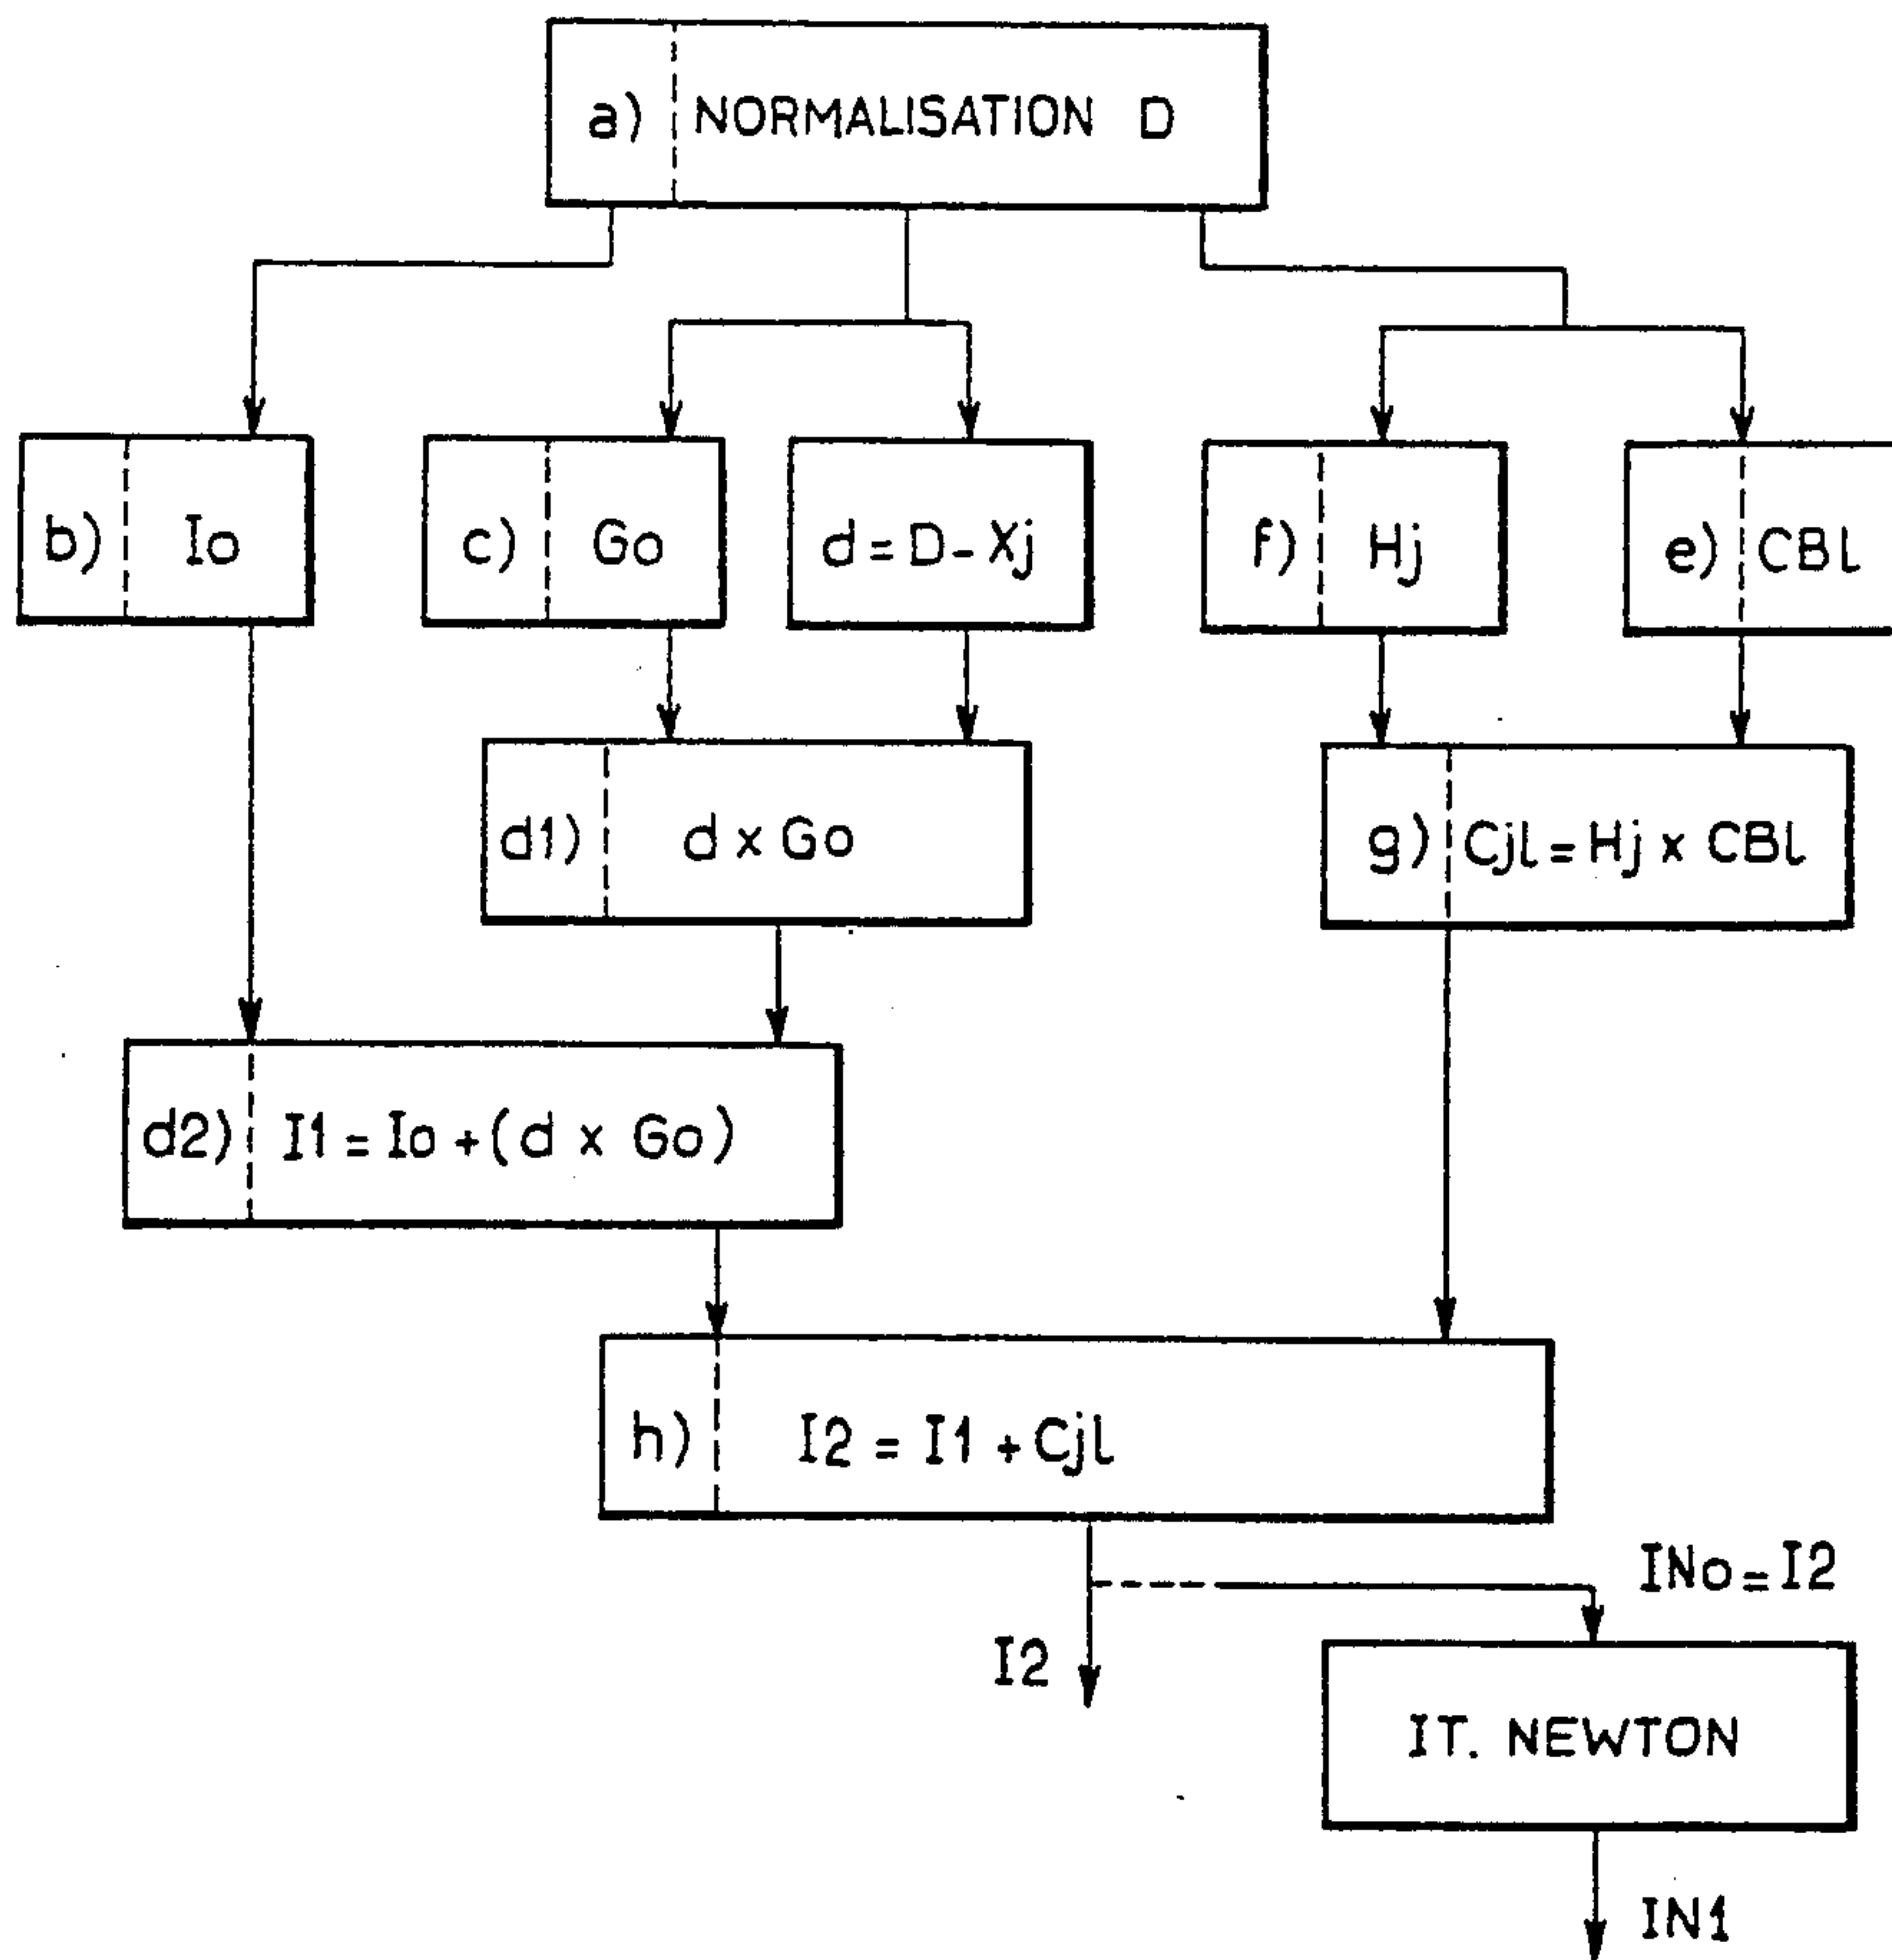 a) NORMALISATION D
b) Io
c) Go
d = D - Xj
f) Hj
e) CBl
d1) d x Go
g) Cjl = Hj x CBl
d2) I1 = Io + (d x Go)
h) I2 = I1 + Cjl
INo = I2
I2
IT. NEWTON
IN1